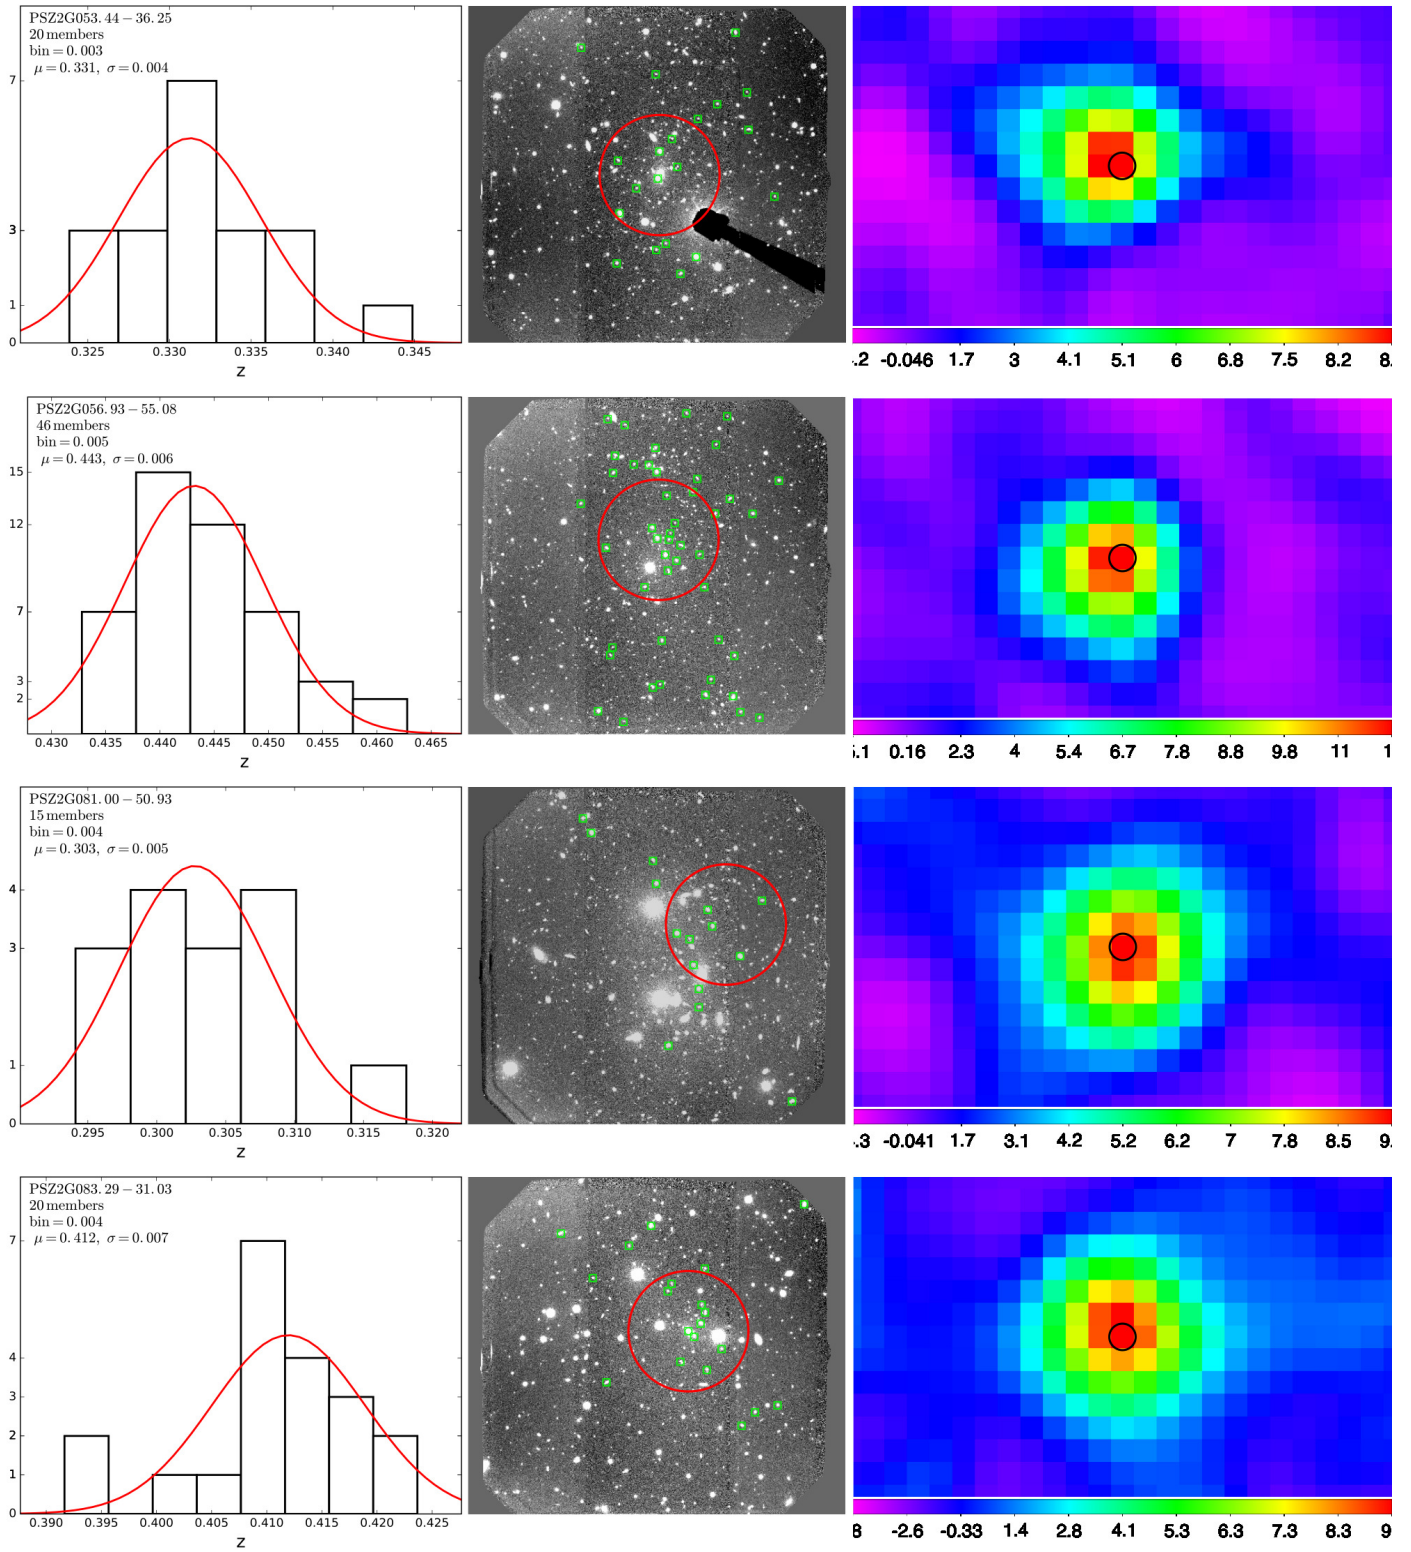 PSZ2G053.44−36.25
20 members
bin = 0.003
μ = 0.331, σ = 0.004
7
3
1
0
0.325 0.330 0.335 0.340 0.345
z
.2 -0.046 1.7 3 4.1 5.1 6 6.8 7.5 8.2 8.
PSZ2G056.93−55.08
46 members
bin = 0.005
μ = 0.443, σ = 0.006
15
12
7
3
2
0.430 0.435 0.440 0.445 0.450 0.455 0.460 0.465
z
5.1 0.16 2.3 4 5.4 6.7 7.8 8.8 9.8 11 1
PSZ2G081.00−50.93
15 members
bin = 0.004
μ = 0.303, σ = 0.005
4
3
1
0
0.295 0.300 0.305 0.310 0.315 0.320
z
.3 -0.041 1.7 3.1 4.2 5.2 6.2 7 7.8 8.5 9.
PSZ2G083.29−31.03
20 members
bin = 0.004
μ = 0.412, σ = 0.007
7
4
3
2
1
0
0.390 0.395 0.400 0.405 0.410 0.415 0.420 0.425
z
8 -2.6 -0.33 1.4 2.8 4.1 5.3 6.3 7.3 8.3 9